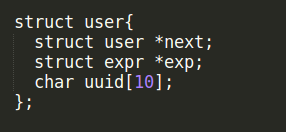 struct user{
  struct user *next;
  struct expr *exp;
  char uuid[10];
};